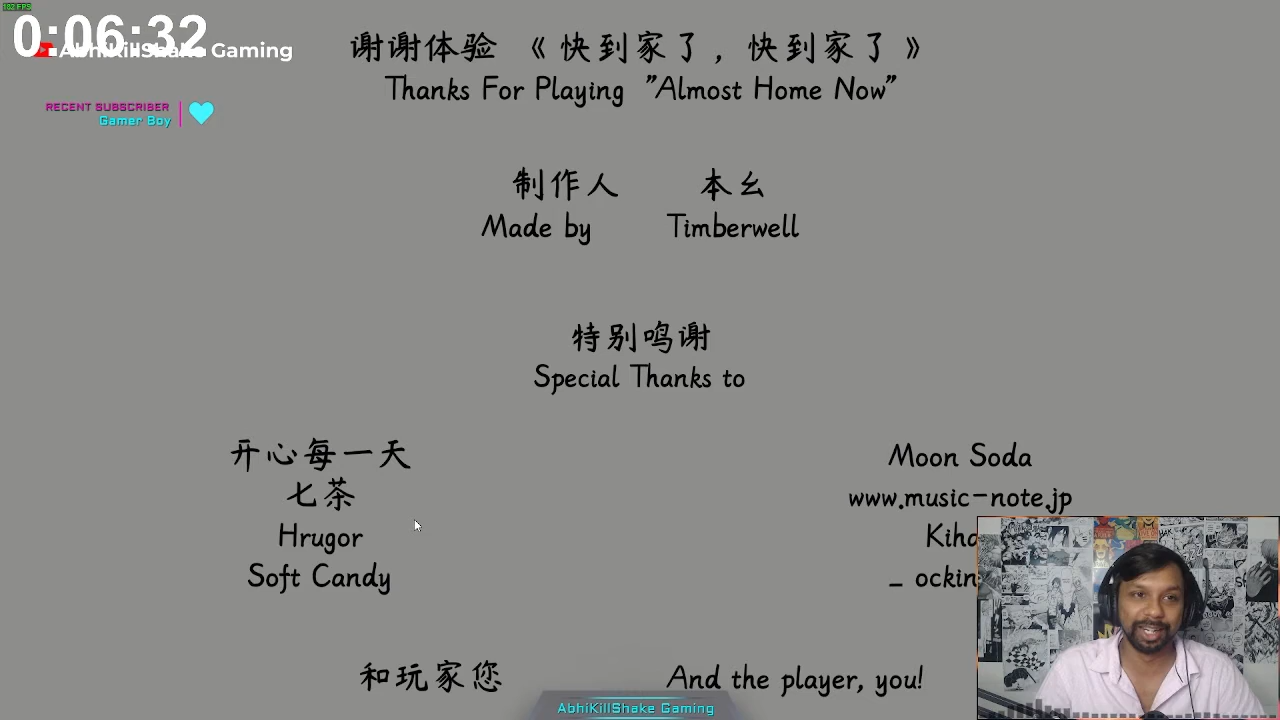 182 FPS
0:06:32
AbhiKillShake Gaming
RECENT SUBSCRIBER
Gamer Boy
谢谢体验 《快到家了，快到家了》
Thanks For Playing "Almost Home Now"
制作人 本幺
Made by Timberwell
特别鸣谢
Special Thanks to
开心每一天
七茶
Hrugor
Soft Candy
Moon Soda
www.music-note.jp
和玩家您 And the player, you!
AbhiKillShake Gaming